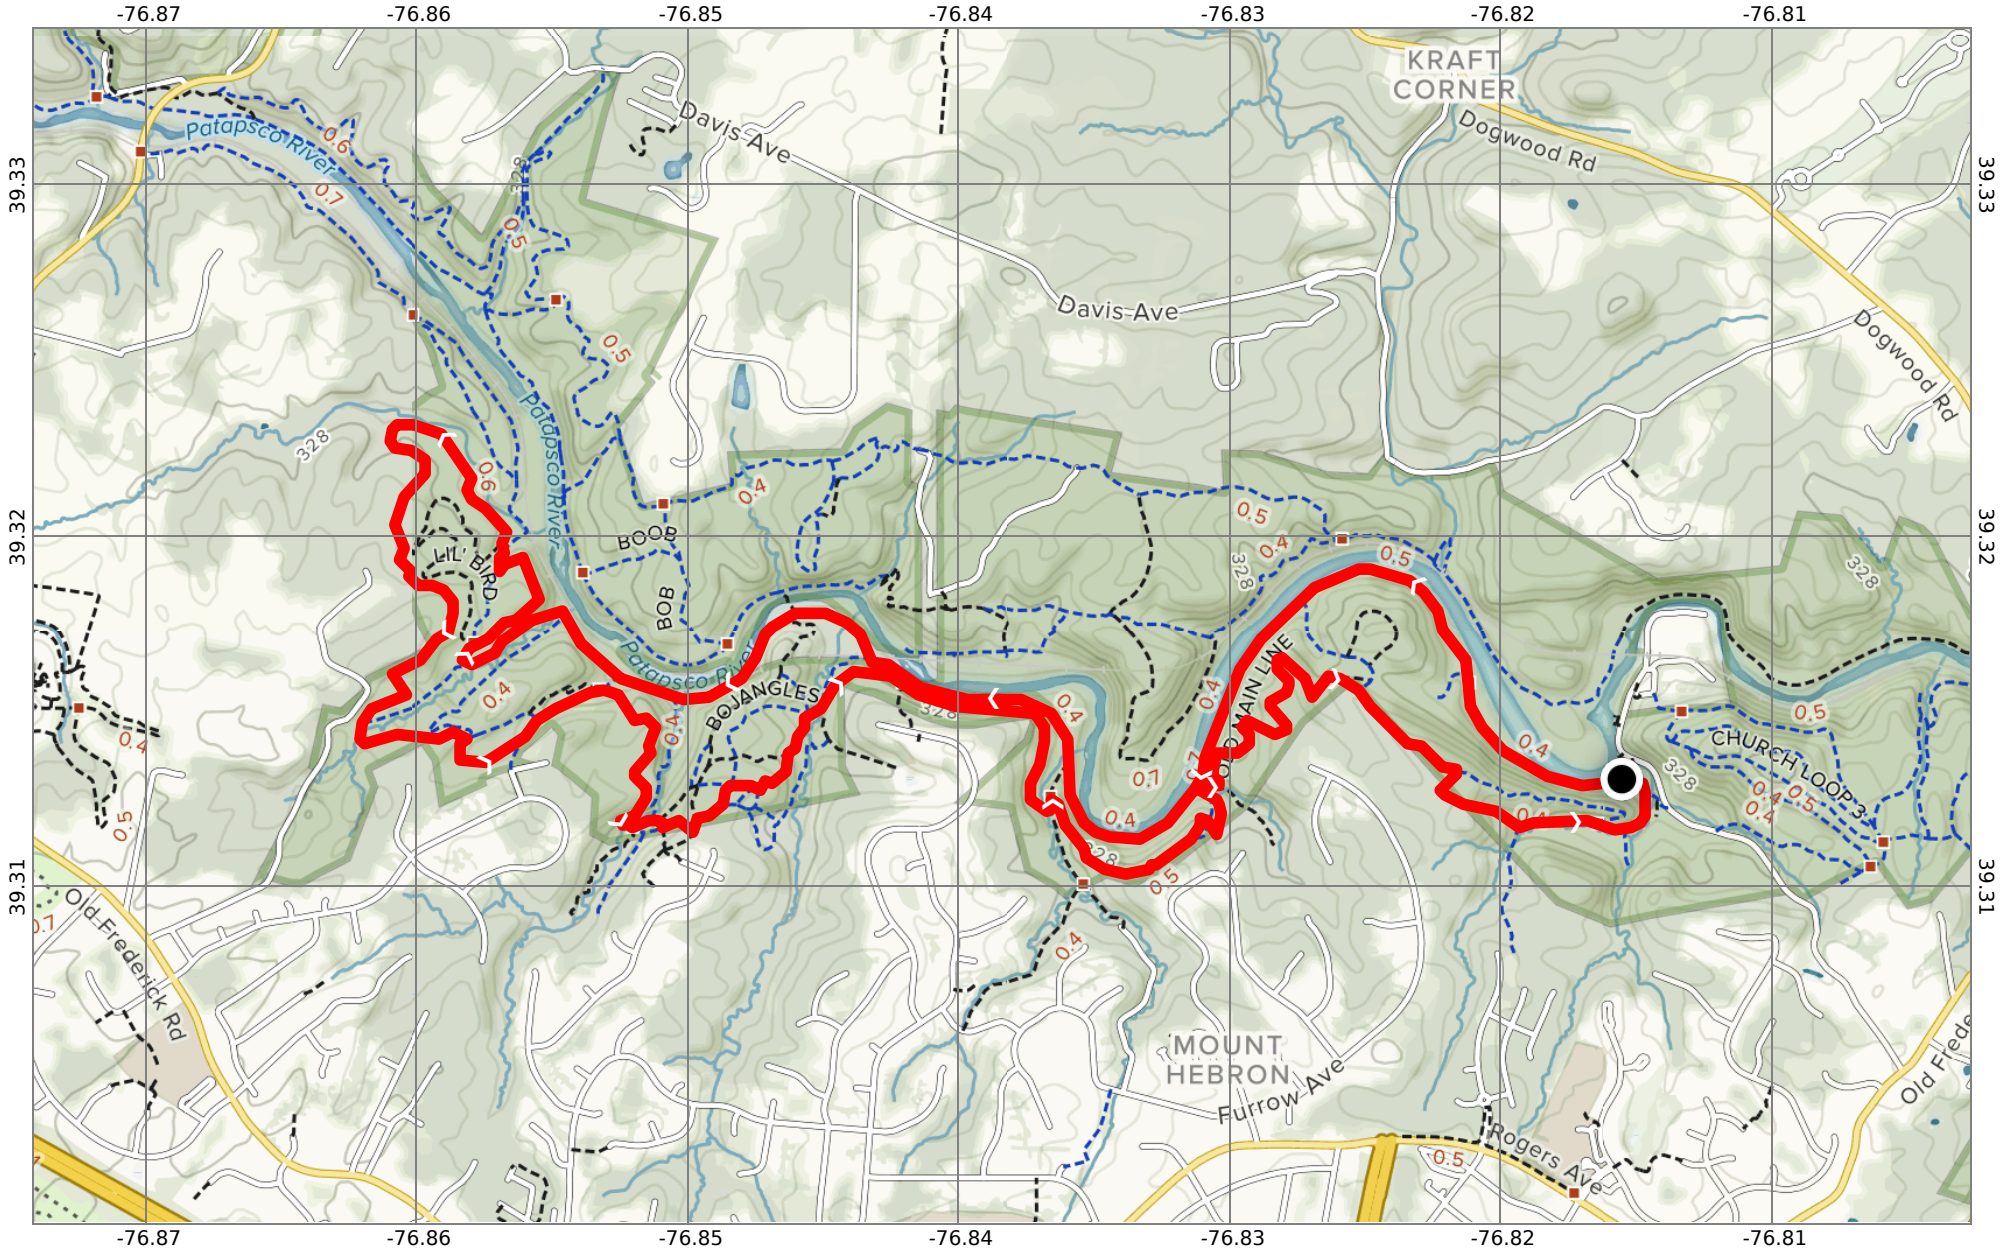 -76.87 -76.86 -76.85 -76.84 -76.83 -76.82 -76.81
KRAFT
CORNER
Dogwood Rd
Davis Ave
Patapsco River
0.6
0.7
328
0.5
39.33
39.33
Davis Ave
Dogwood Rd
0.5
Patapsco River
328
0.6
0.4
0.5
0.4
0.5
328
328
39.32
39.32
BOOB
LIL' BIRD
BOB
Patapsco River
OLD MAIN LINE
0.4
0.4
BOJANGLES
0.4
0.4
328
0.5
0.4
0.4
CHURCH LOOP 3
328
0.7
0.7
0.4
0.5
0.4
0.4
0.4
0.5
328
0.5
39.31
39.31
Old Frederick Rd
0.7
0.4
MOUNT
HEBRON
Furrow Ave
Rogers Ave
0.5
Old Frede
-76.87 -76.86 -76.85 -76.84 -76.83 -76.82 -76.81